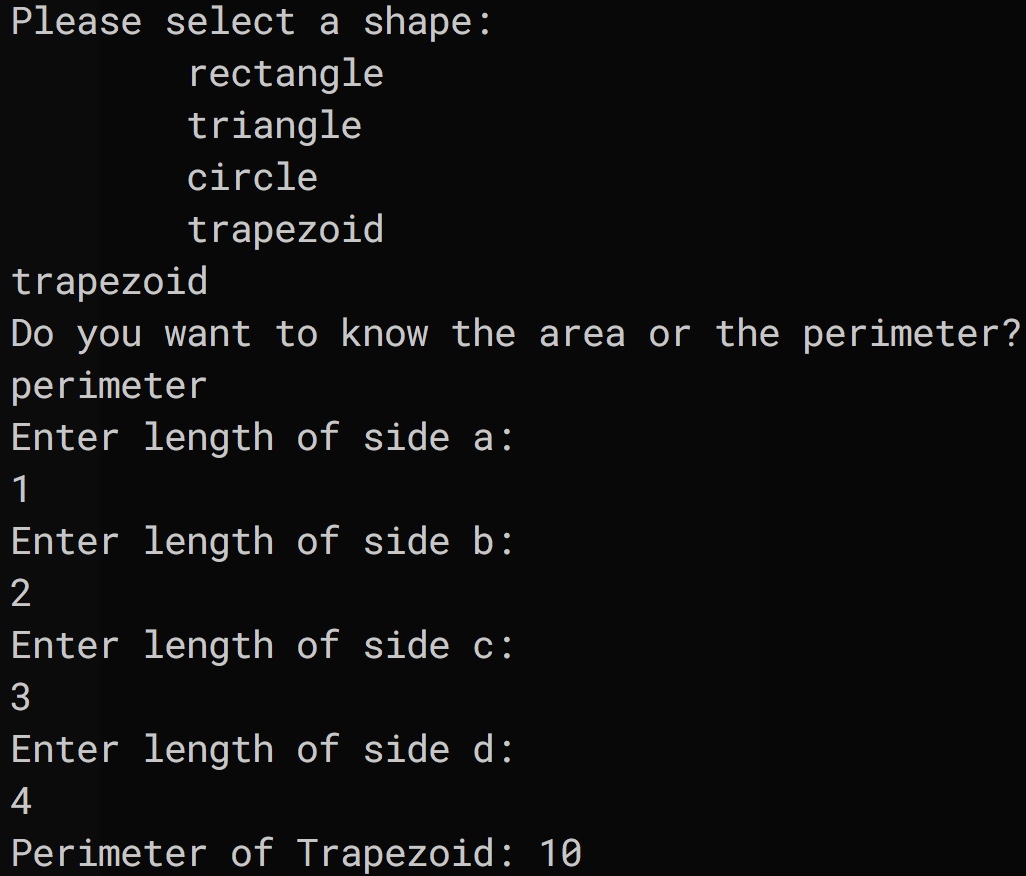 Please select a shape:
rectangle
triangle
circle
trapezoid
trapezoid
Do you want to know the area or the perimeter?
perimeter
Enter length of side a:
1
Enter length of side b:
2
Enter length of side c:
3
Enter length of side d:
4
Perimeter of Trapezoid: 10